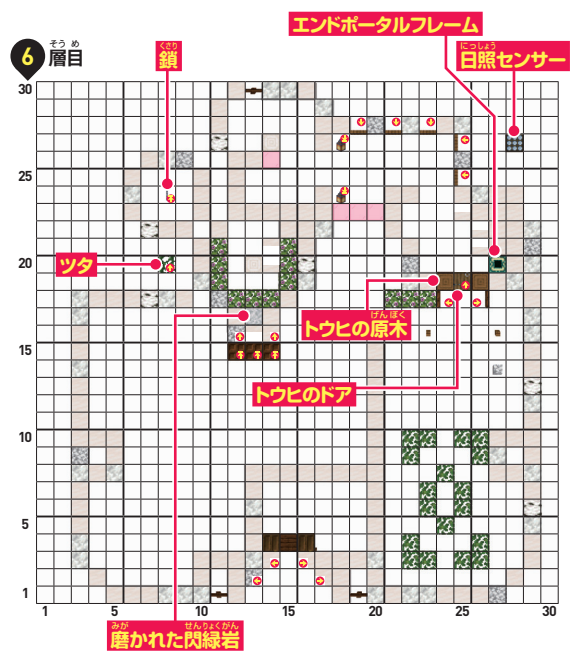 エンドポータルフレーム
6 層目
そうめ
鎖
くさり
日照センサー
にっしょう
30
25
ツタ
20
トウヒの原木
げんぼく
15
トウヒのドア
10
5
1
1 5 10 15 20 25 30
磨かれた閃緑岩
みが せんりょくがん